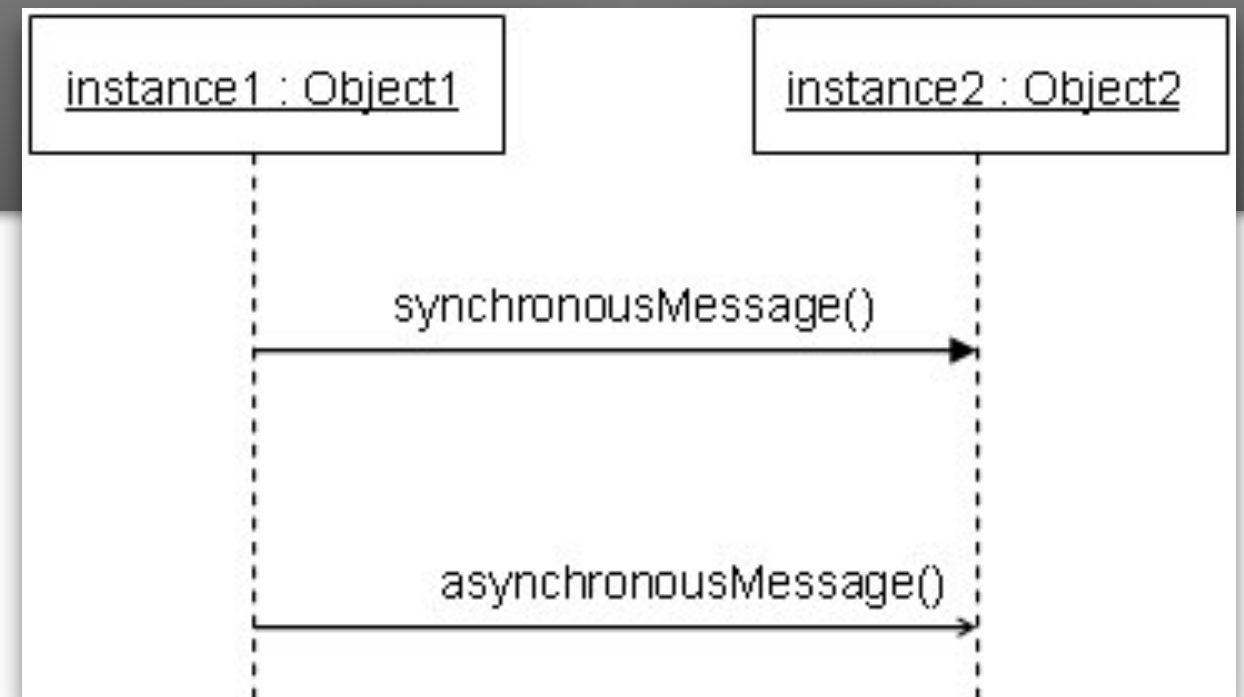 instance1 : Object1
instance2 : Object2
synchronousMessage()
asynchronousMessage()